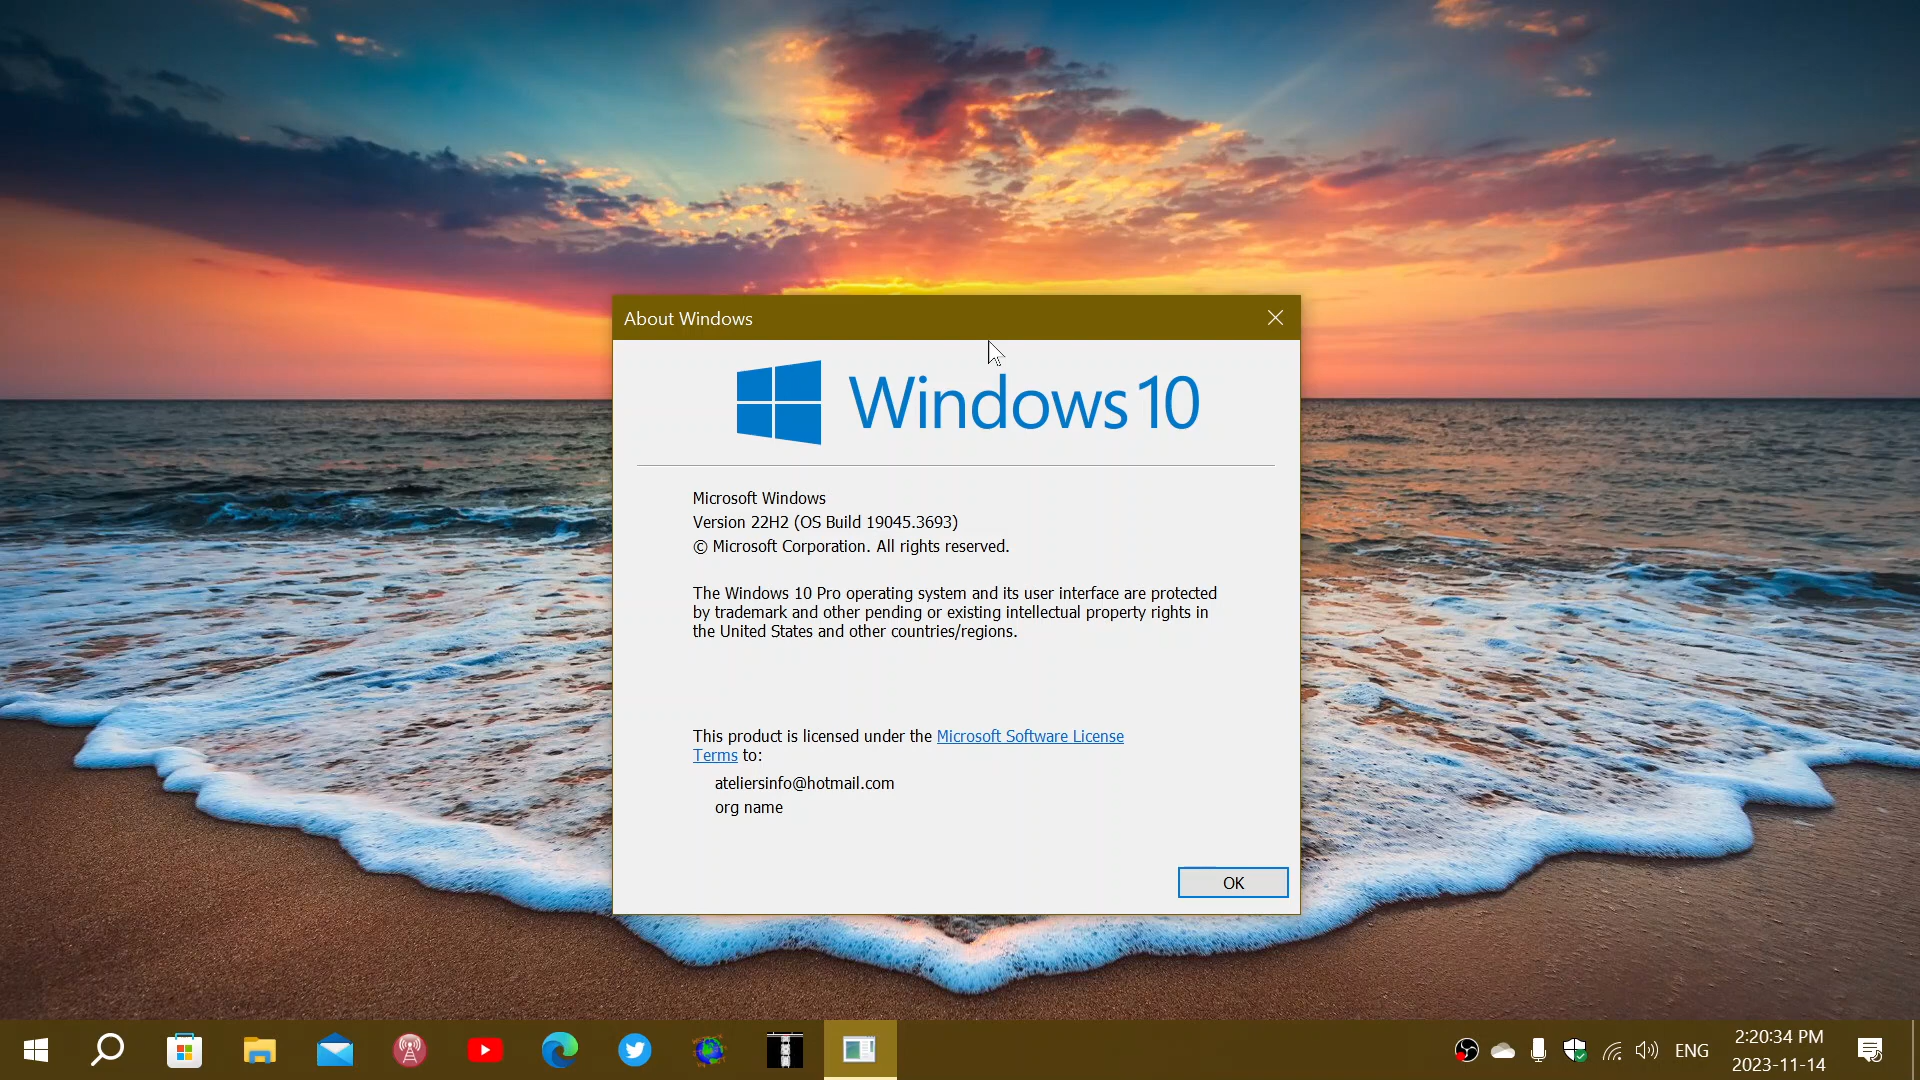 About Windows
Windows 10
Microsoft Windows
Version 22H2 (OS Build 19045.3693)
© Microsoft Corporation. All rights reserved.
The Windows 10 Pro operating system and its user interface are protected
by trademark and other pending or existing intellectual property rights in
the United States and other countries/regions.
This product is licensed under the Microsoft Software License
Terms to:
ateliersinfo@hotmail.com
org name
OK
ENG
2:20:34 PM
2023-11-14